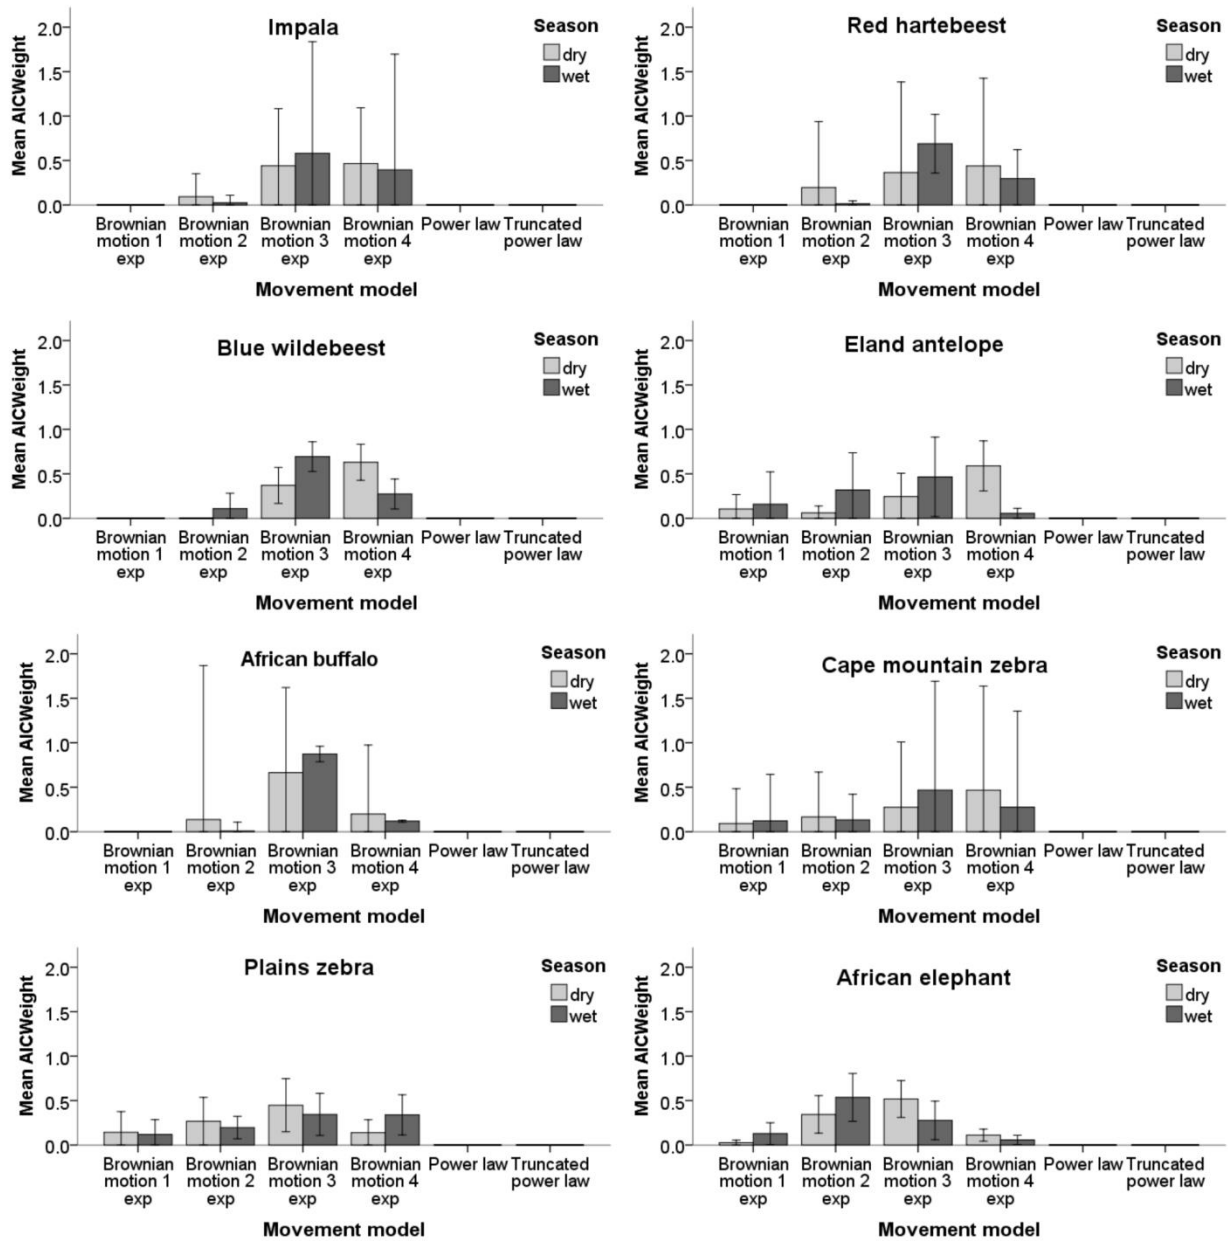 Impala
Season
dry
wet
Mean AICWeight
2.0
1.5
1.0
0.5
0.0
Brownian Brownian Brownian Brownian Power law Truncated
motion 1 motion 2 motion 3 motion 4 power law
exp exp exp exp
Movement model
Red hartebeest
Season
dry
wet
Mean AICWeight
2.0
1.5
1.0
0.5
0.0
Brownian Brownian Brownian Brownian Power law Truncated
motion 1 motion 2 motion 3 motion 4 power law
exp exp exp exp
Movement model
Blue wildebeest
Season
dry
wet
Mean AICWeight
2.0
1.5
1.0
0.5
0.0
Brownian Brownian Brownian Brownian Power law Truncated
motion 1 motion 2 motion 3 motion 4 power law
exp exp exp exp
Movement model
Eland antelope
Season
dry
wet
Mean AICWeight
2.0
1.5
1.0
0.5
0.0
Brownian Brownian Brownian Brownian Power law Truncated
motion 1 motion 2 motion 3 motion 4 power law
exp exp exp exp
Movement model
African buffalo
Season
dry
wet
Mean AICWeight
2.0
1.5
1.0
0.5
0.0
Brownian Brownian Brownian Brownian Power law Truncated
motion 1 motion 2 motion 3 motion 4 power law
exp exp exp exp
Movement model
Cape mountain zebra
Season
dry
wet
Mean AICWeight
2.0
1.5
1.0
0.5
0.0
Brownian Brownian Brownian Brownian Power law Truncated
motion 1 motion 2 motion 3 motion 4 power law
exp exp exp exp
Movement model
Plains zebra
Season
dry
wet
Mean AICWeight
2.0
1.5
1.0
0.5
0.0
Brownian Brownian Brownian Brownian Power law Truncated
motion 1 motion 2 motion 3 motion 4 power law
exp exp exp exp
Movement model
African elephant
Season
dry
wet
Mean AICWeight
2.0
1.5
1.0
0.5
0.0
Brownian Brownian Brownian Brownian Power law Truncated
motion 1 motion 2 motion 3 motion 4 power law
exp exp exp exp
Movement model